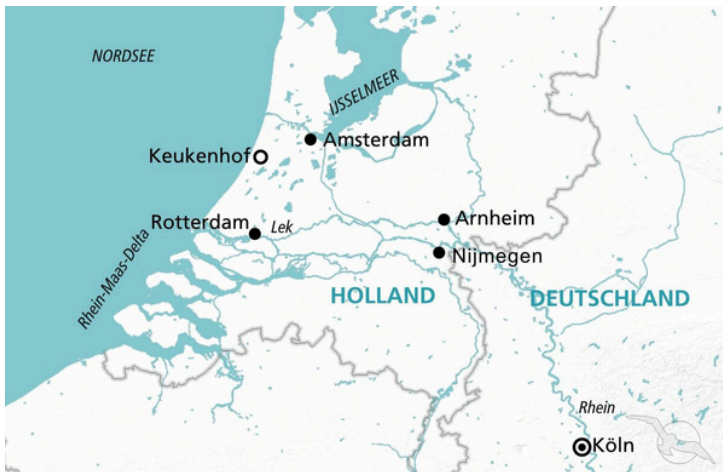 NORDSEE
IJSSELMEER
Amsterdam
Keukenhof
Rotterdam
Lek
Arnheim
Rhein-Maas-Delta
Nijmegen
HOLLAND
DEUTSCHLAND
Rhein
Köln